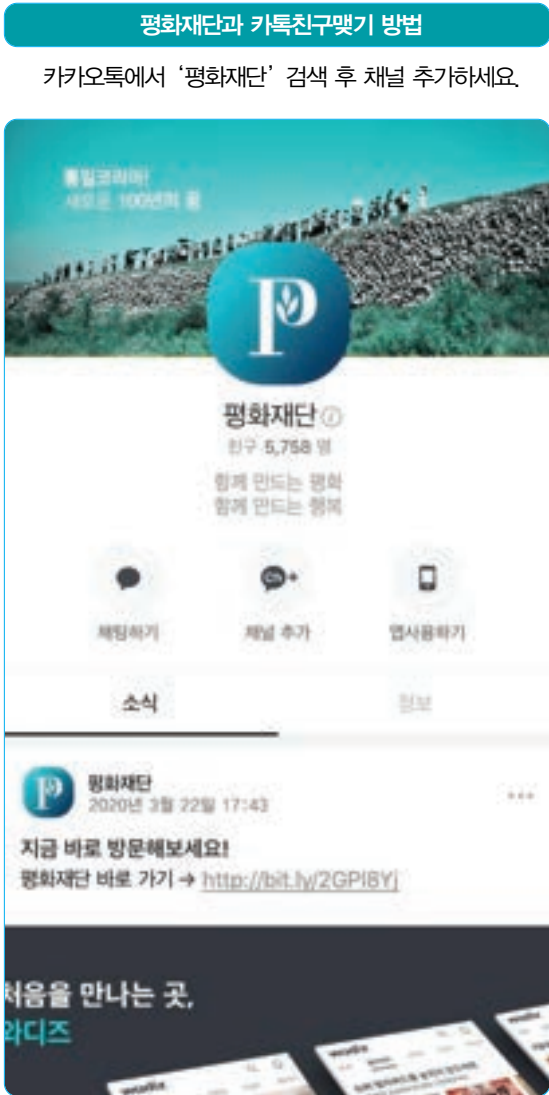 평화재단과 카톡친구맺기 방법
카카오톡에서 ‘평화재단’ 검색 후 채널 추가하세요.
통일코리아!
새로운 100년의 꿈
P
평화재단
친구 5,758 명
함께 만드는 평화
함께 만드는 행복
Ch+
채팅하기 채널 추가 앱사용하기
소식 정보
P
평화재단
2020년 3월 22일 17:43
지금 바로 방문해보세요!
평화재단 바로 가기 → http://bit.ly/2GPl8Yj
처음을 만나는 곳,
와디즈
wadiz wadiz